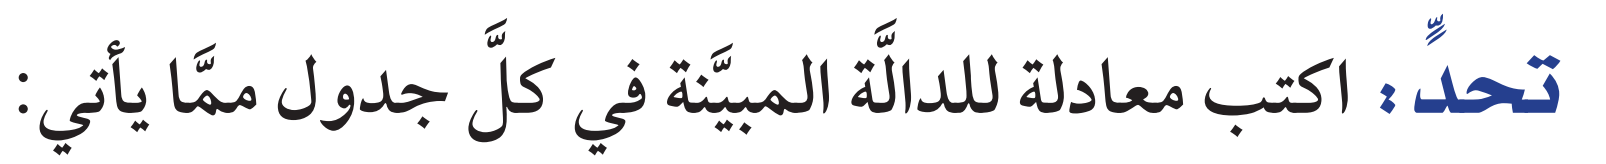 تحدٍّ: اكتب معادلة للدالَّة المبيَّنة في كلَّ جدول ممَّا يأتي: